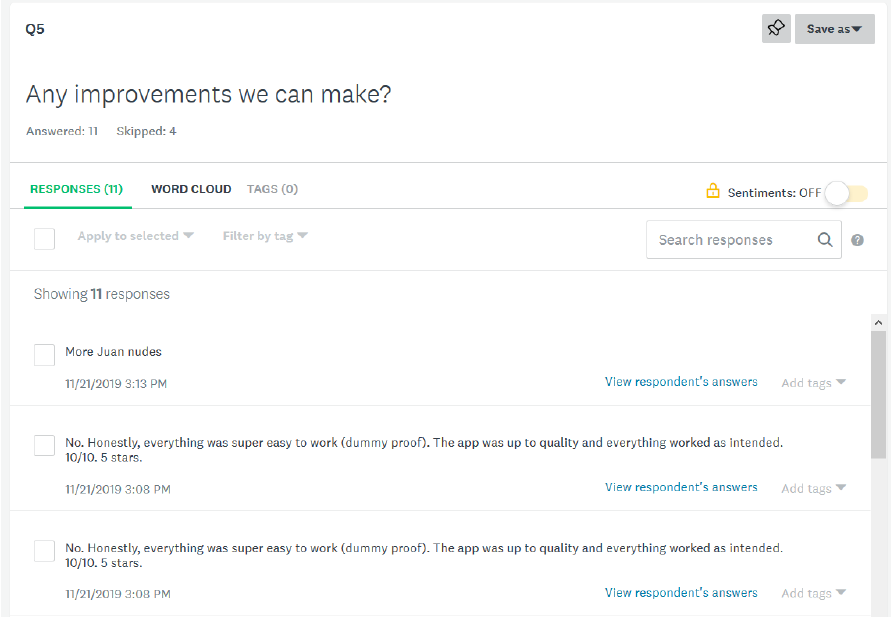 Q5
Save as
Any improvements we can make?
Answered: 11 Skipped: 4
RESPONSES (11) WORD CLOUD TAGS (0) Sentiments: OFF
Apply to selected Filter by tag Search responses ?
Showing 11 responses
More Juan nudes
11/21/2019 3:13 PM View respondent's answers Add tags
No. Honestly, everything was super easy to work (dummy proof). The app was up to quality and everything worked as intended.
10/10. 5 stars.
11/21/2019 3:08 PM View respondent's answers Add tags
No. Honestly, everything was super easy to work (dummy proof). The app was up to quality and everything worked as intended.
10/10. 5 stars.
11/21/2019 3:08 PM View respondent's answers Add tags